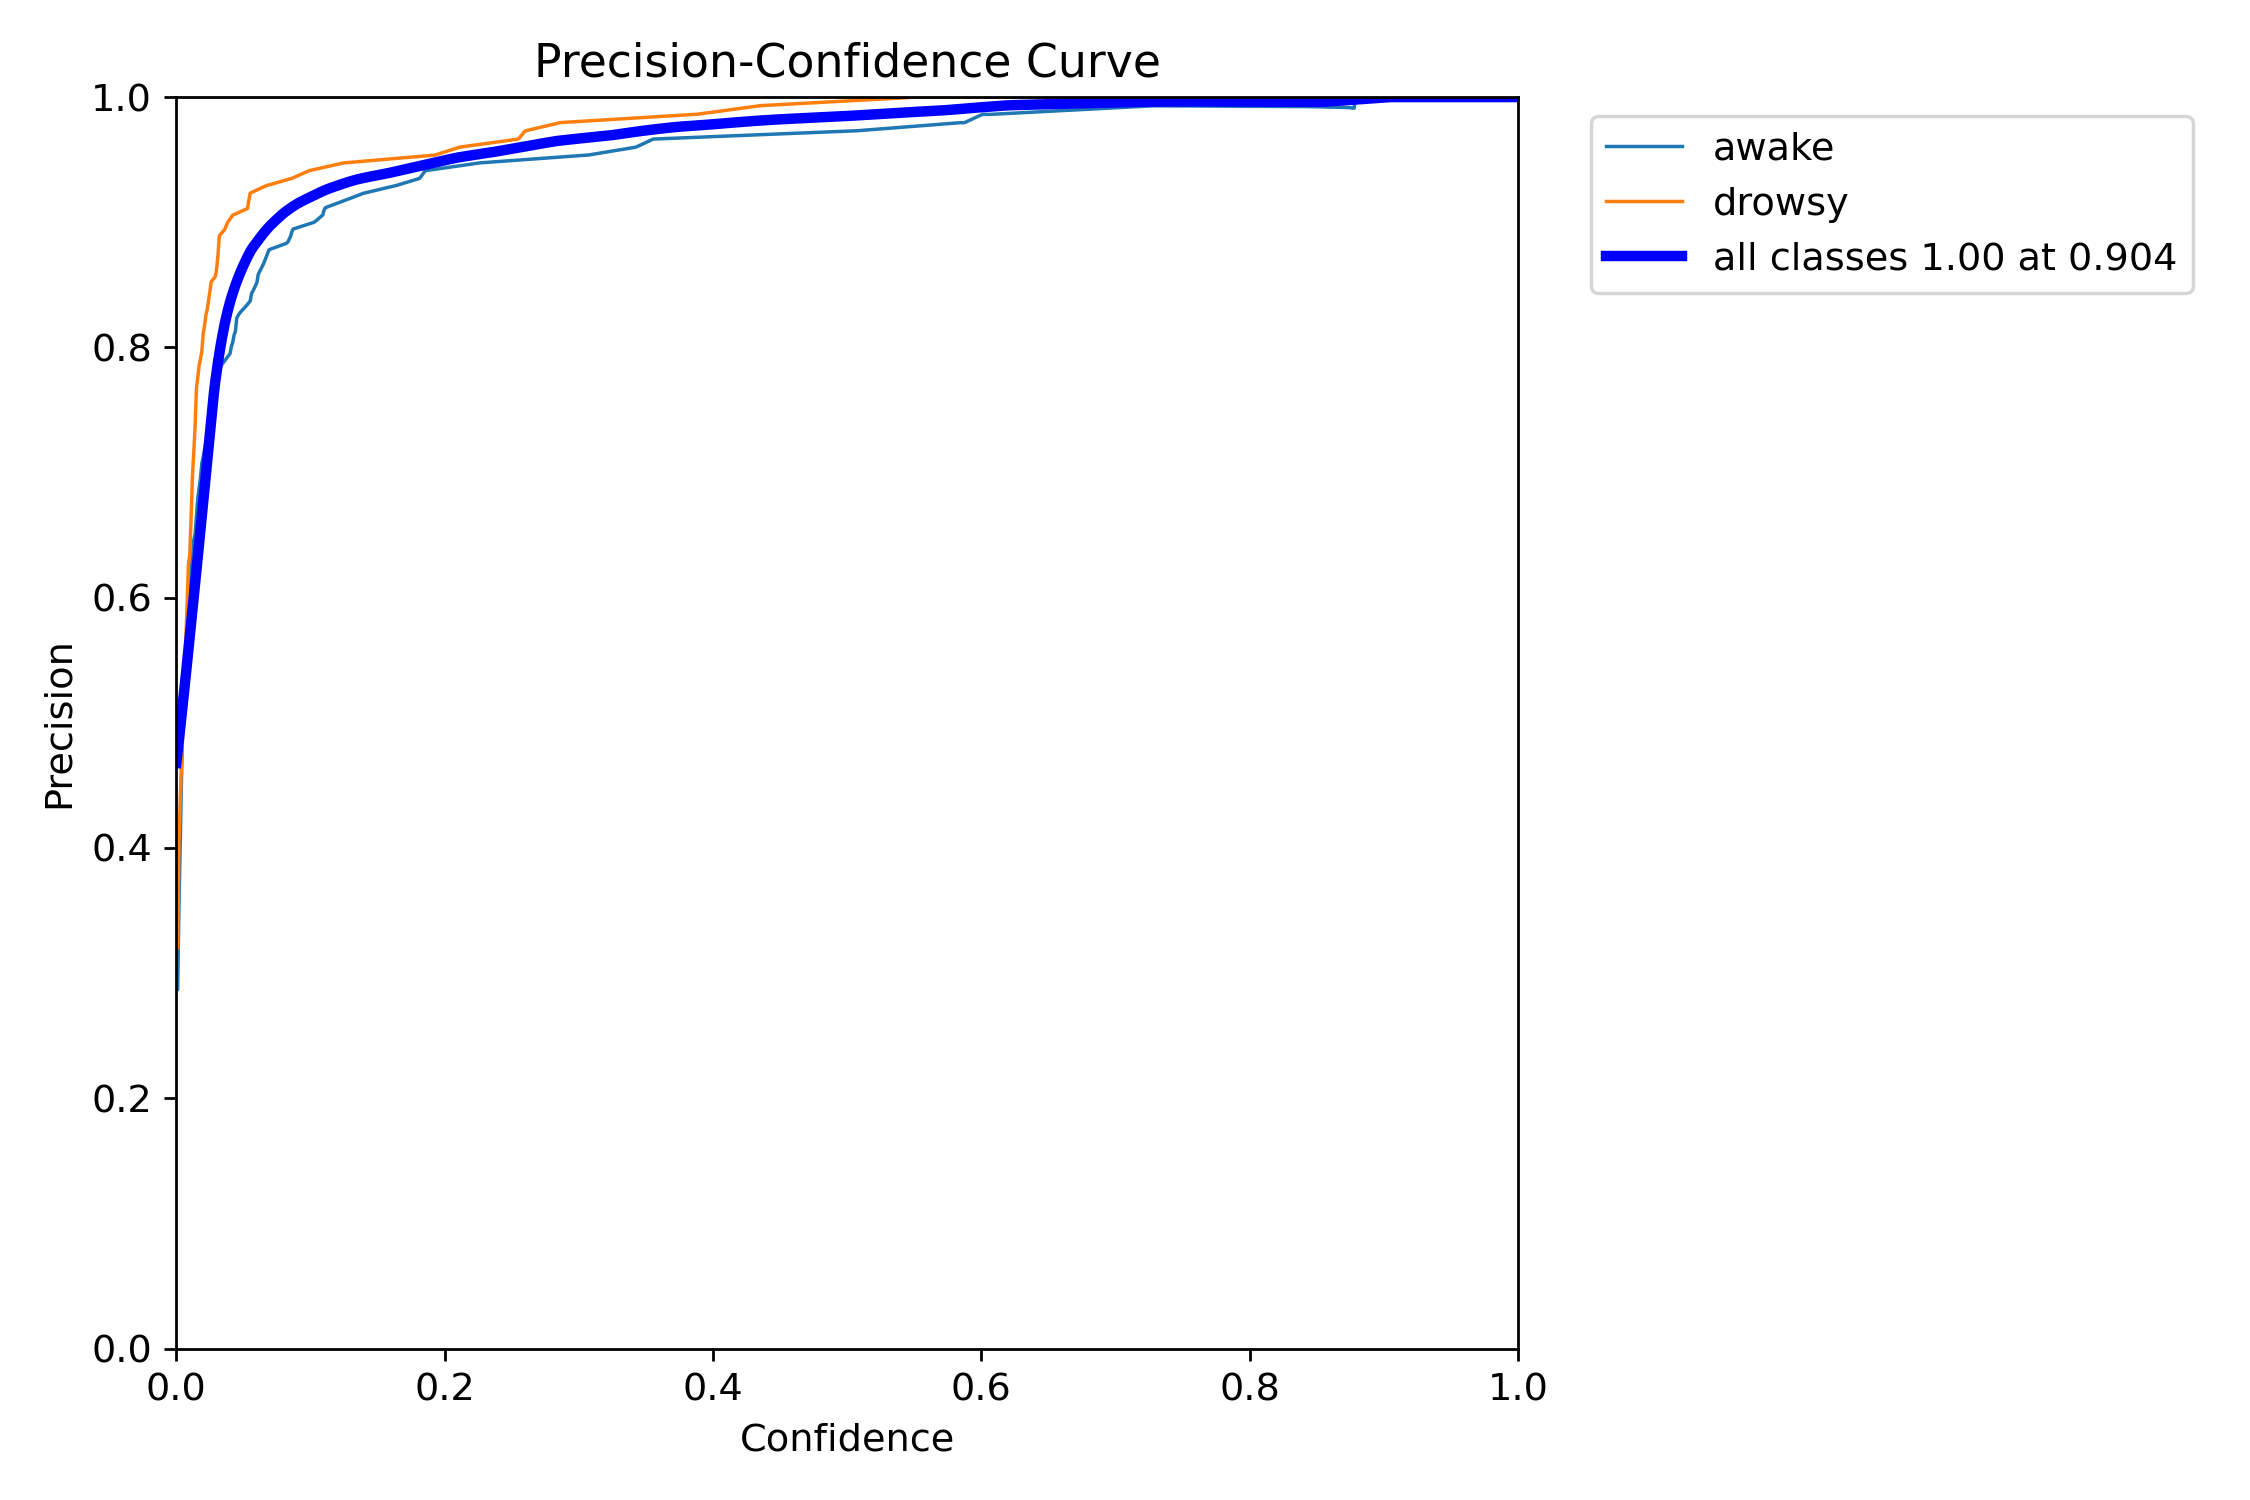 Precision-Confidence Curve
1.0
0.8
0.6
0.4
0.2
0.0
Precision
0.0 0.2 0.4 0.6 0.8 1.0
Confidence
awake
drowsy
all classes 1.00 at 0.904